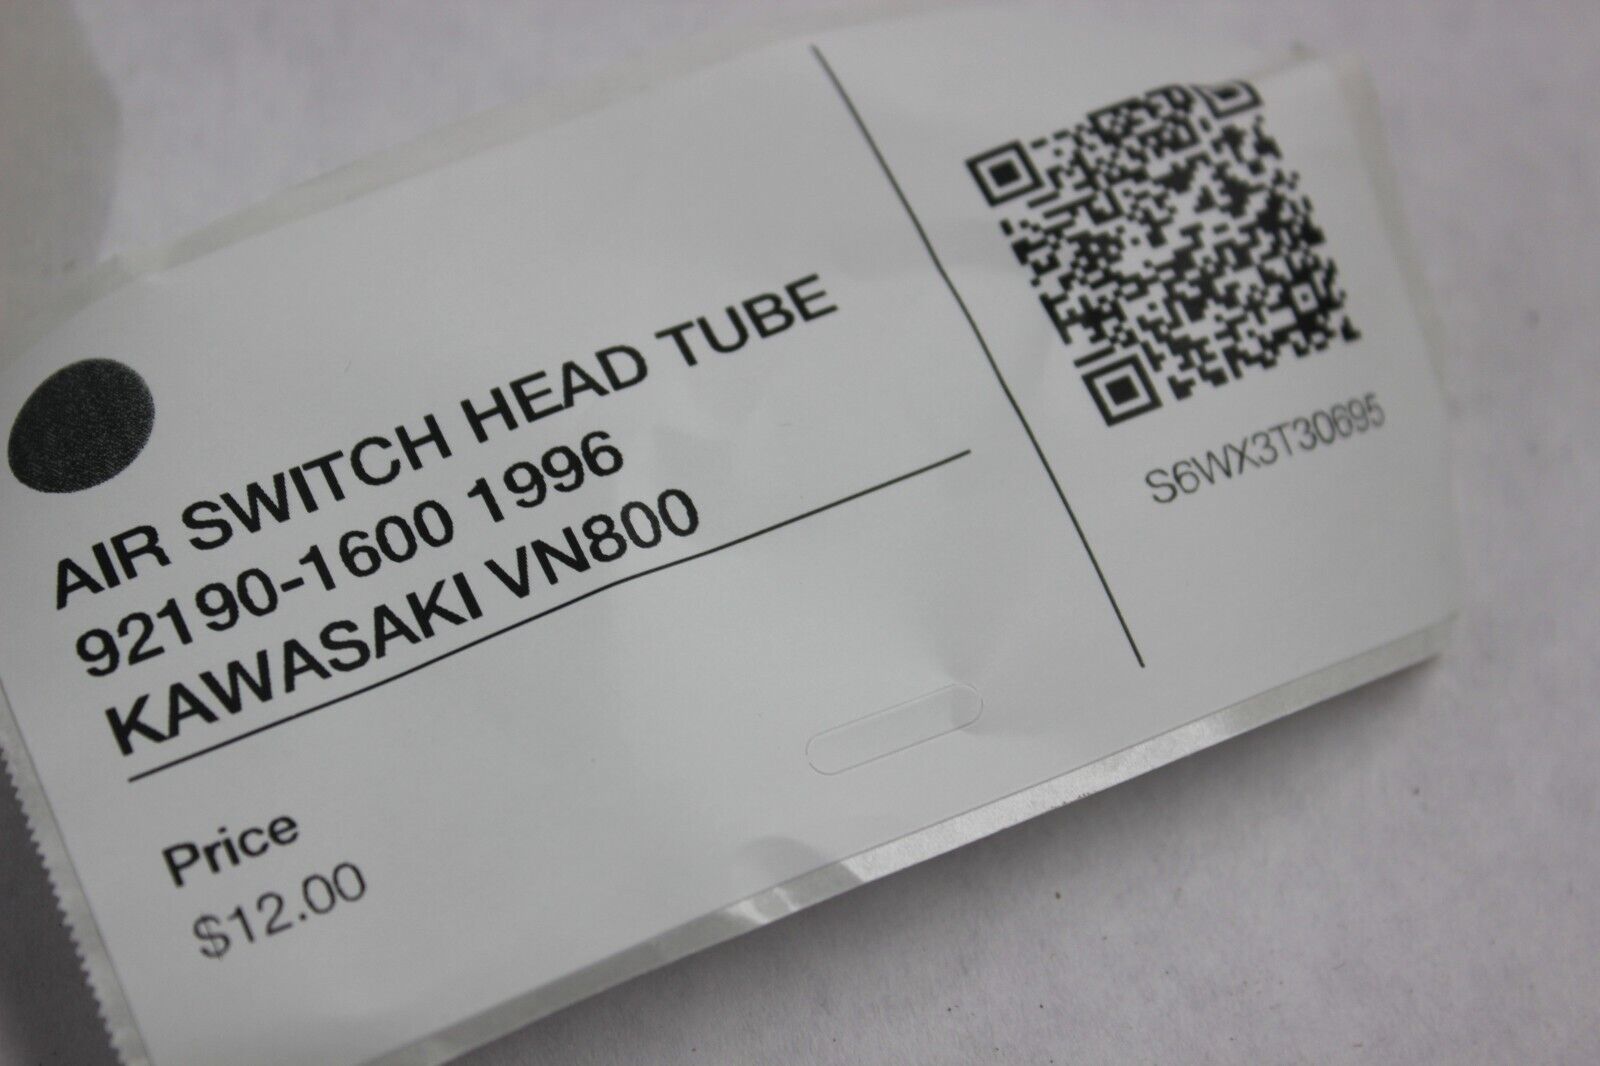 AIR SWITCH HEAD TUBE
92190-1600 1996
KAWASAKI VN800
Price
$12.00
S6WX3T30695